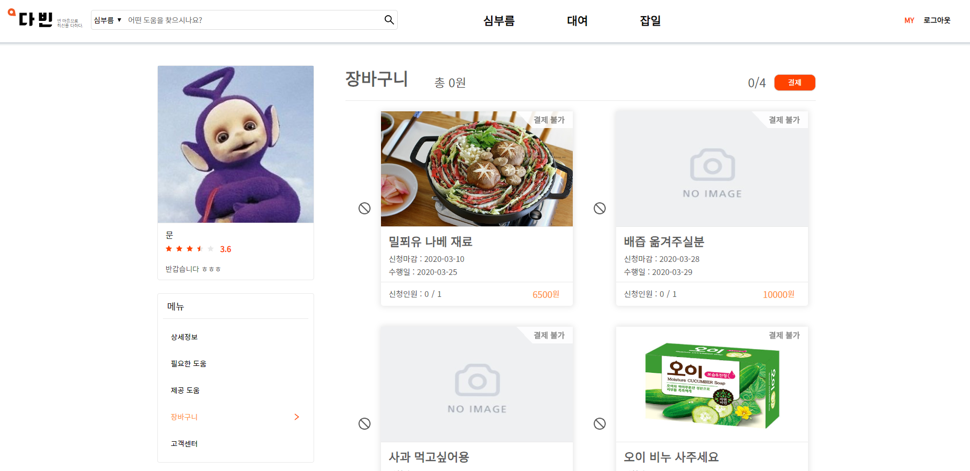 다빈
심부름 ▼ 어떤 도움을 찾으시나요?
심부름
대여
잡일
MY
로그아웃
운
3.6
반갑습니다 ㅎㅎㅎ
메뉴
상세정보
필요한 도움
제공 도움
장바구니
고객센터
장바구니
총 0원
0/4
결제
결제 불가
밀푀유 나베 재료
신청마감 : 2020-03-10
수행일 : 2020-03-25
신청인원 : 0 / 1
6500원
결제 불가
NO IMAGE
배즙 옮겨주실분
신청마감 : 2020-03-28
수행일 : 2020-03-29
신청인원 : 0 / 1
10000원
결제 불가
NO IMAGE
사과 먹고싶어용
결제 불가
오이
Moisture CUCUMBER Soap
오이
오이 비누 사주세요